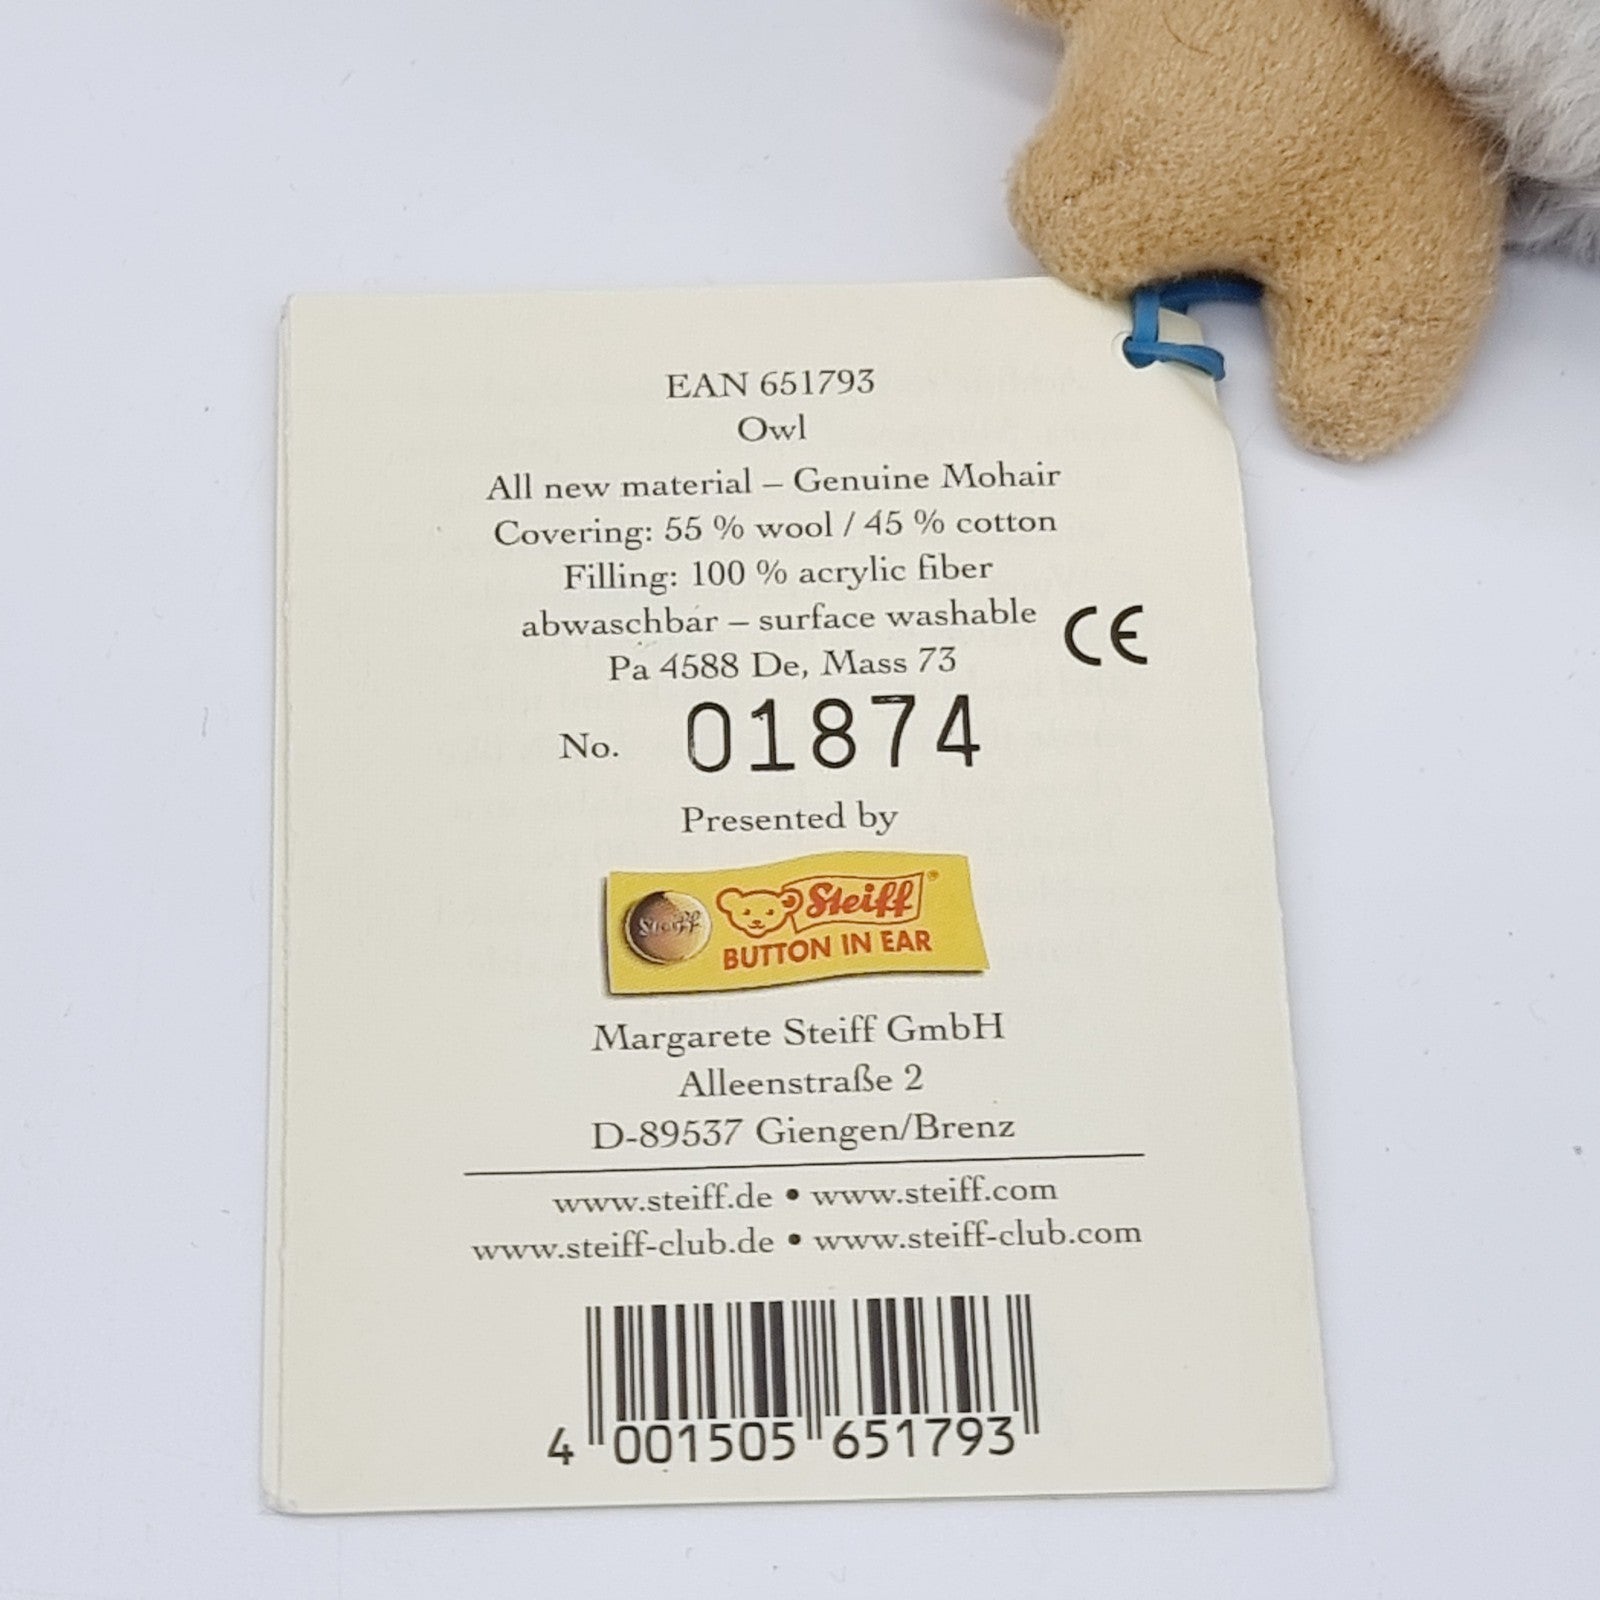 EAN 651793
Owl
All new material – Genuine Mohair
Covering: 55 % wool / 45 % cotton
Filling: 100 % acrylic fiber
abwaschbar – surface washable CE
Pa 4588 De, Mass 73
No. 01874
Presented by
Steiff Steiff®
BUTTON IN EAR
Margarete Steiff GmbH
Alleenstraße 2
D-89537 Giengen/Brenz
www.steiff.de • www.steiff.com
www.steiff-club.de • www.steiff-club.com
4 001505 651793